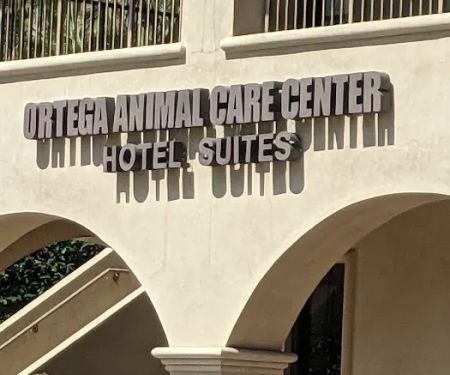 ORTEGA ANIMAL CARE CENTER
HOTEL SUITES